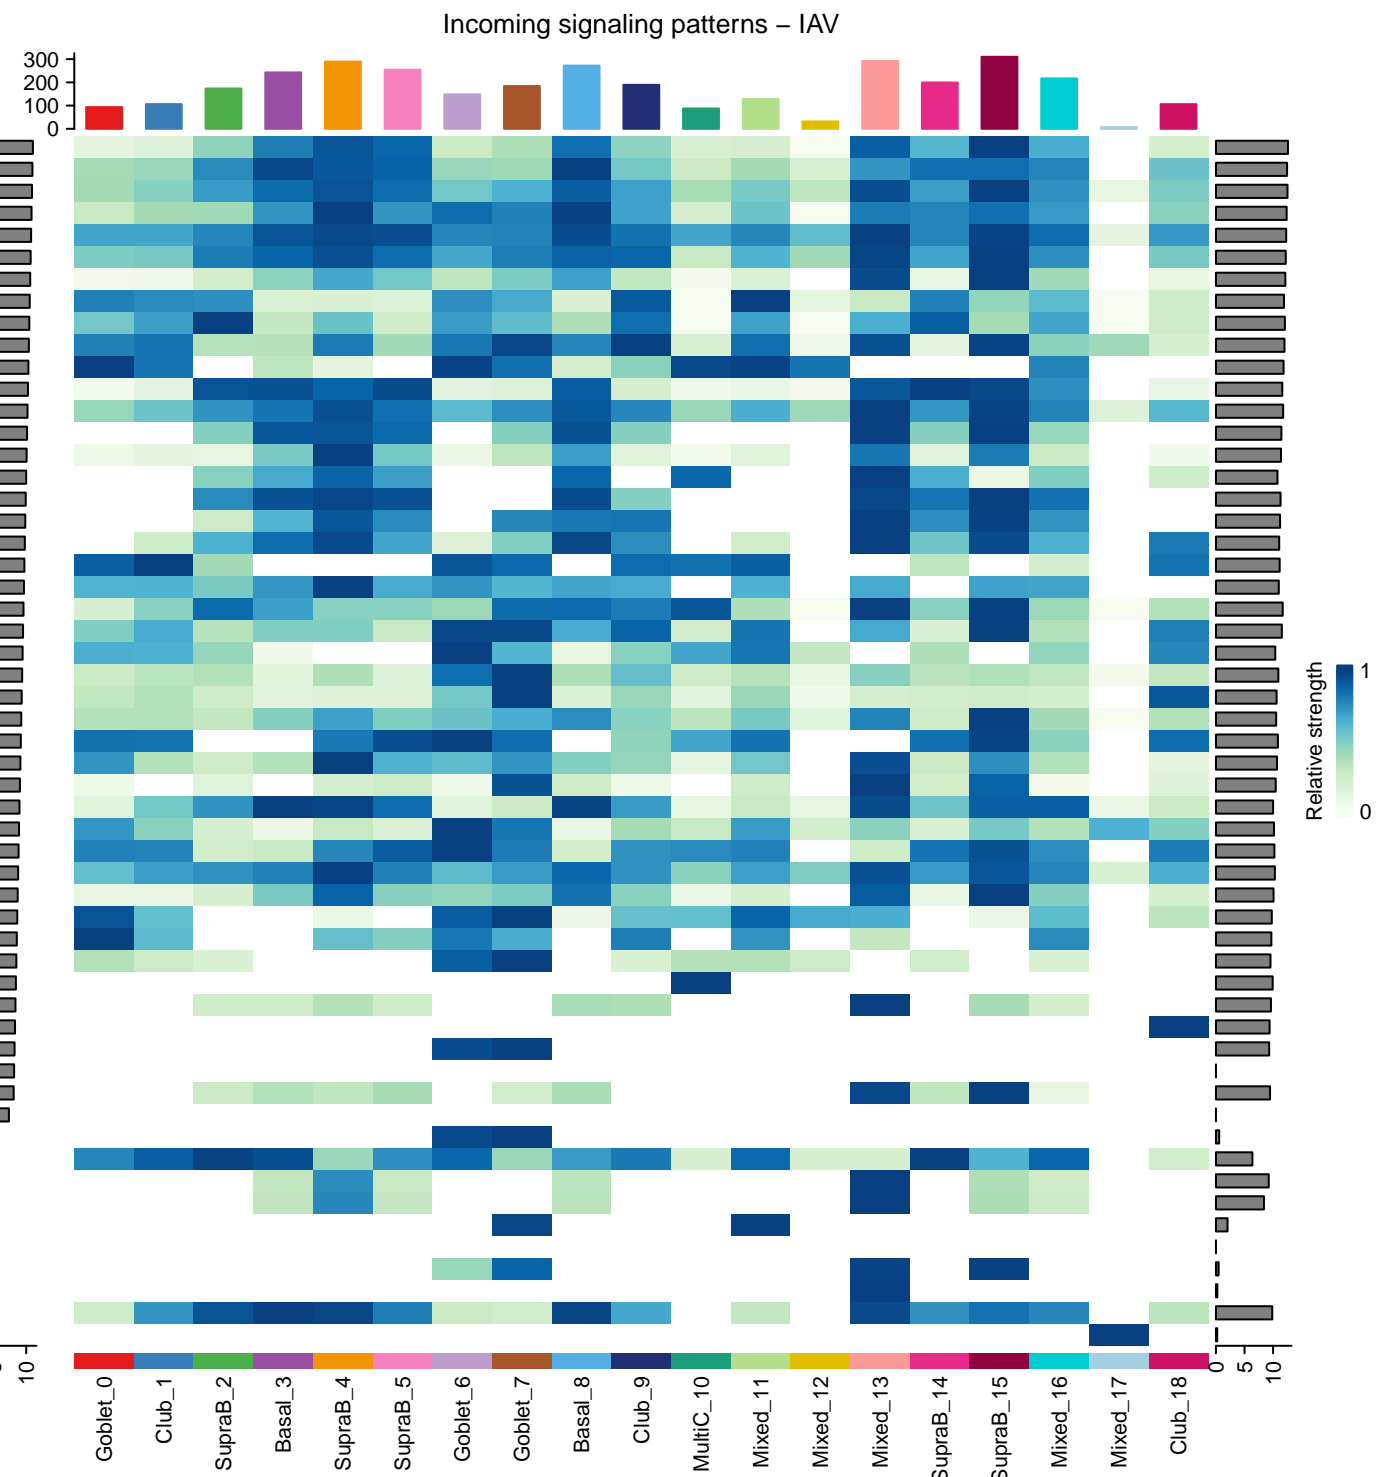 Incoming signaling patterns – IAV
300
200
100
0
Relative strength
1
0
10
Goblet_0
Club_1
SupraB_2
Basal_3
SupraB_4
SupraB_5
Goblet_6
Goblet_7
Basal_8
Club_9
MultiC_10
Mixed_11
Mixed_12
Mixed_13
SupraB_14
SupraB_15
Mixed_16
Mixed_17
Club_18
0
5
10